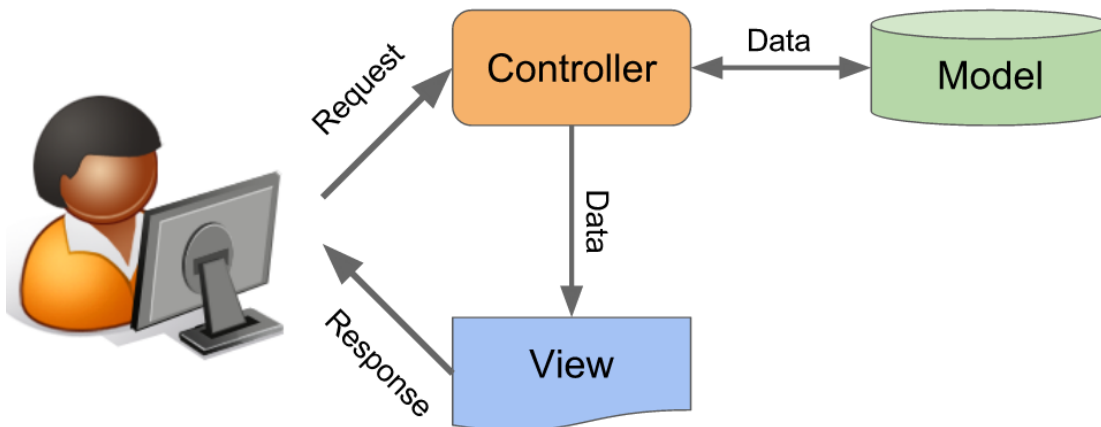 Request
Controller
Data
Model
Data
Response
View